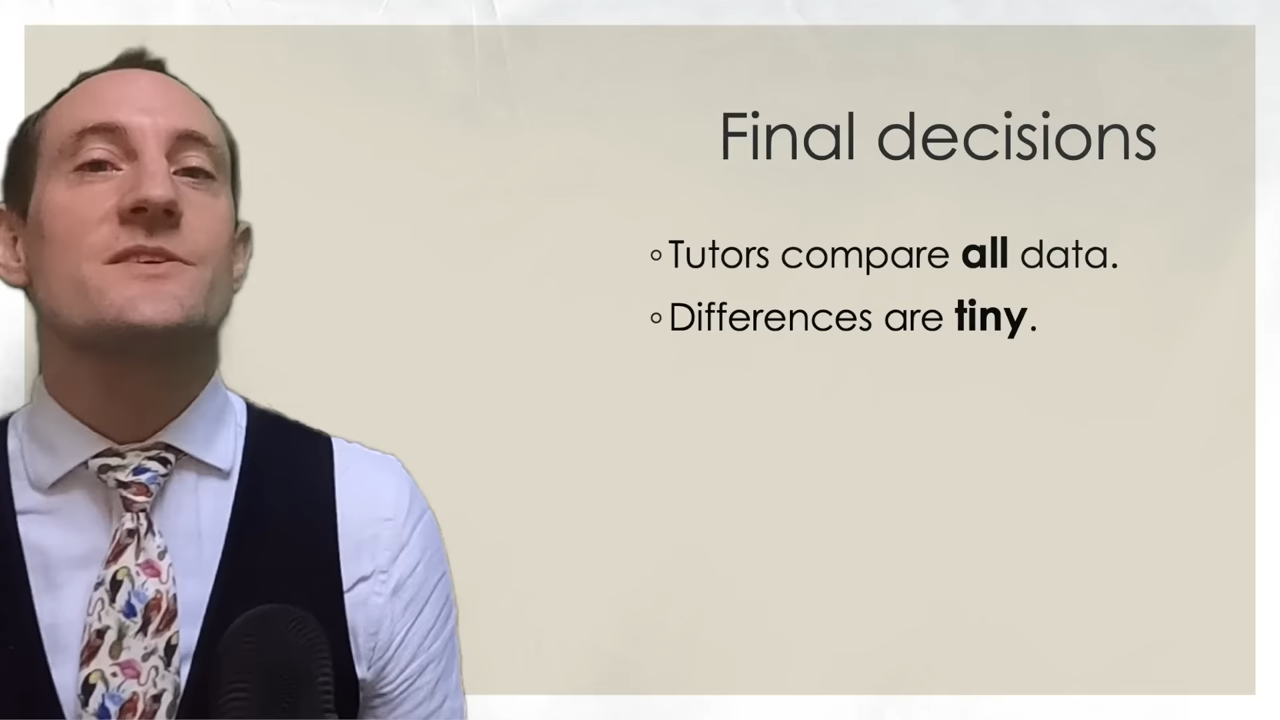 Final decisions
◦Tutors compare all data.
◦Differences are tiny.